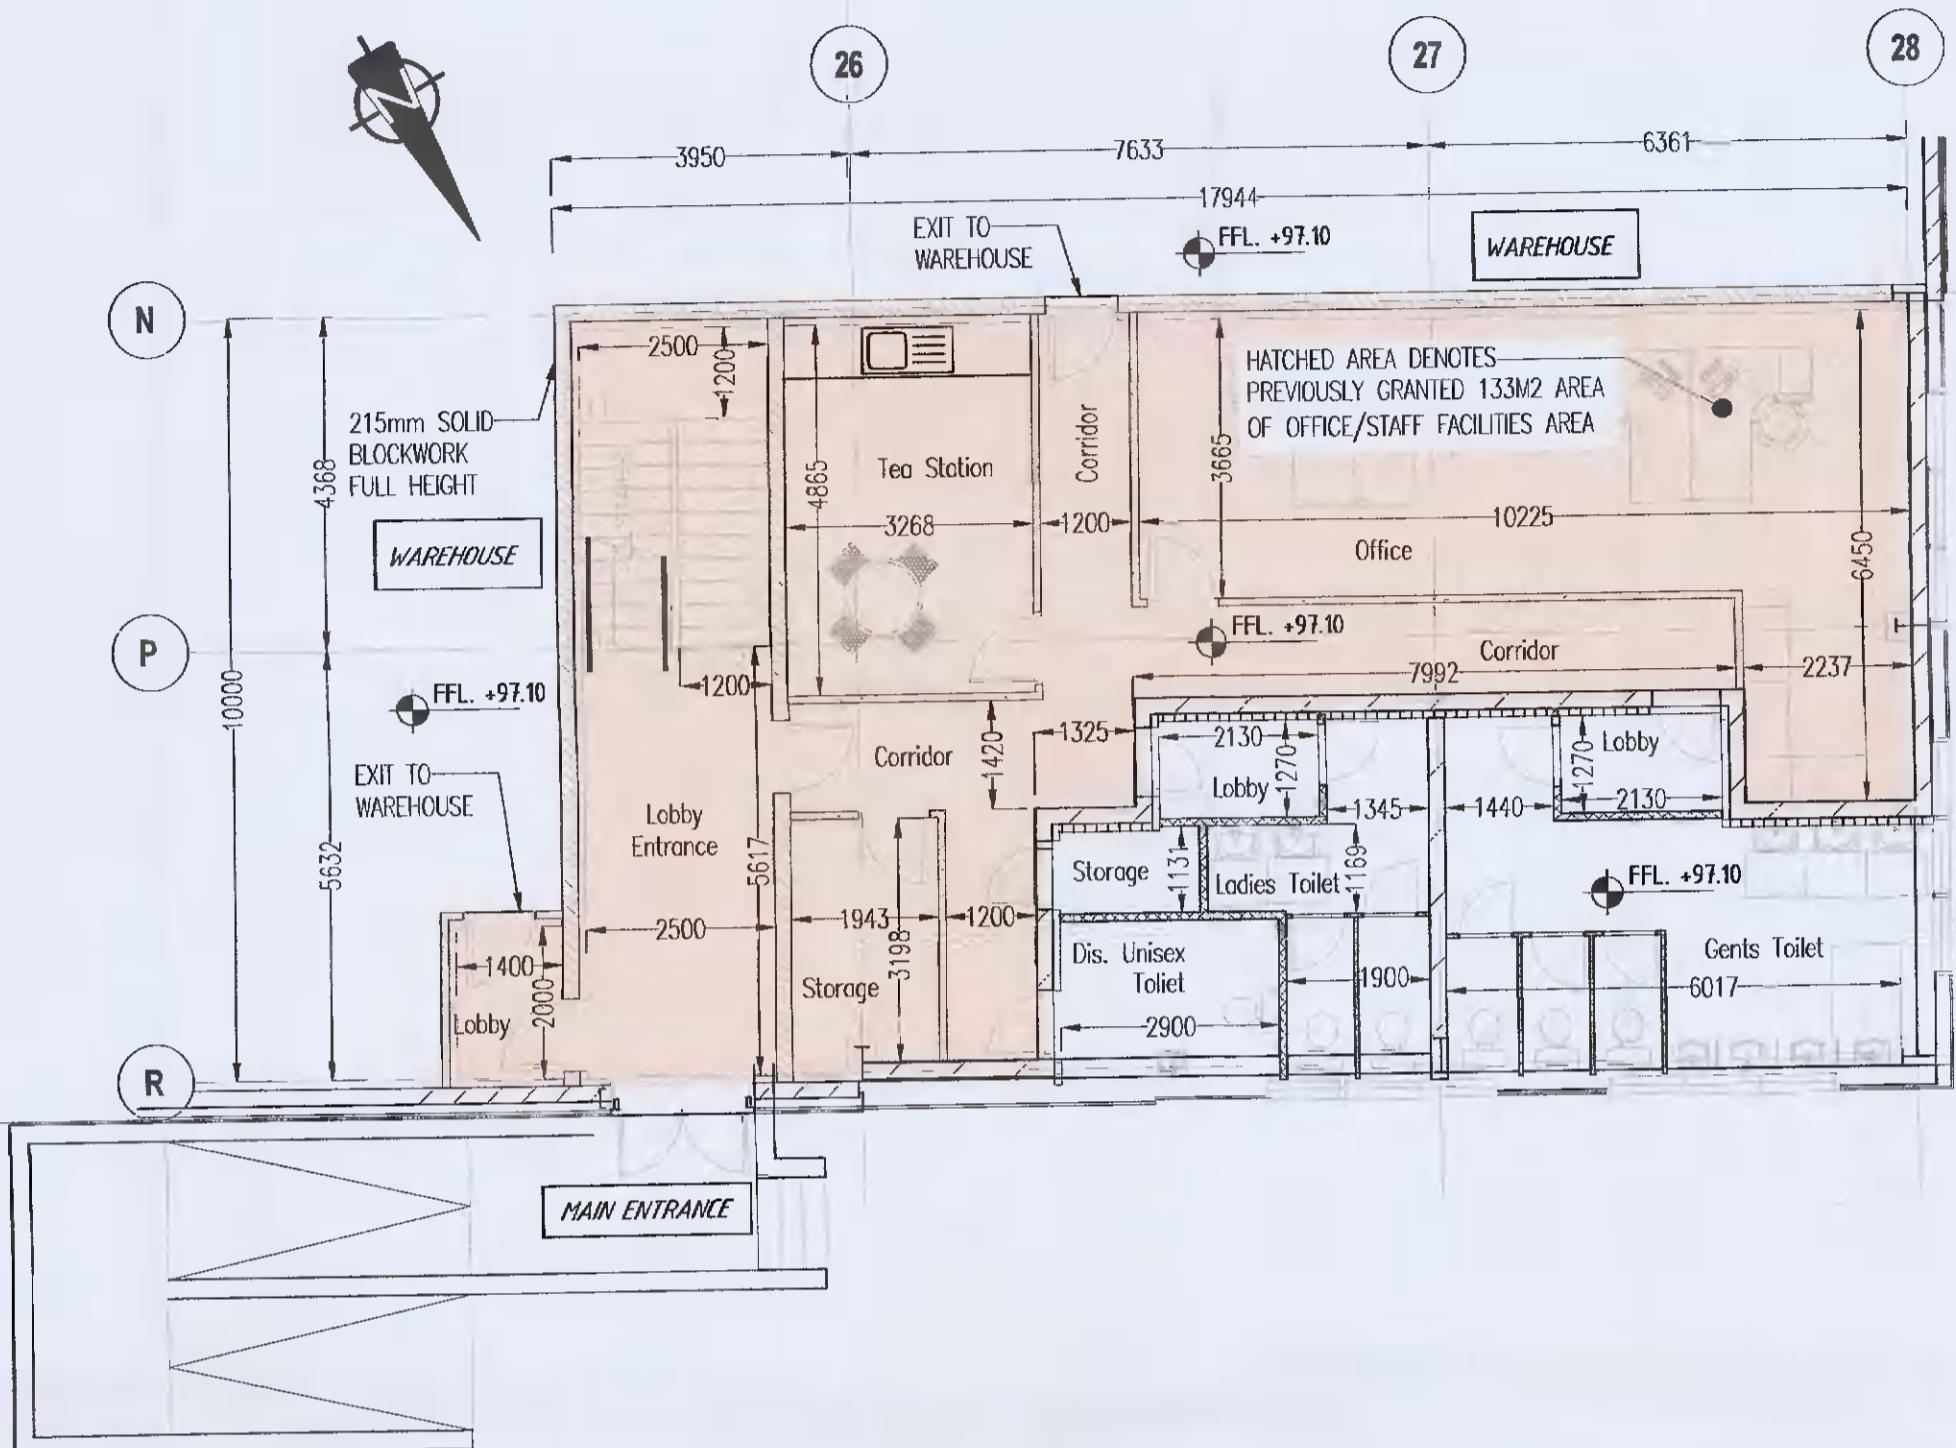 26
27
28
N
3950
7633
6361
17944
EXIT TO
WAREHOUSE
FFL. +97.10
WAREHOUSE
N
2500
1200
HATCHED AREA DENOTES
PREVIOUSLY GRANTED 133M2 AREA
OF OFFICE/STAFF FACILITIES AREA
215mm SOLID
BLOCKWORK
FULL HEIGHT
4368
4865
Tea Station
Corridor
3665
3268
1200
10225
WAREHOUSE
Office
6450
P
FFL. +97.10
Corridor
7992
2237
10000
FFL. +97.10
1200
1325
2130
1270
Lobby
1270
Lobby
2130
Corridor
1420
1345
1440
EXIT TO
WAREHOUSE
Lobby
Entrance
5617
5632
Storage
1131
Ladies Toilet
1169
FFL. +97.10
1943
1200
3198
2500
1400
2000
Lobby
Storage
Dis. Unisex
Toliet
2900
1900
Gents Toilet
6017
R
MAIN ENTRANCE